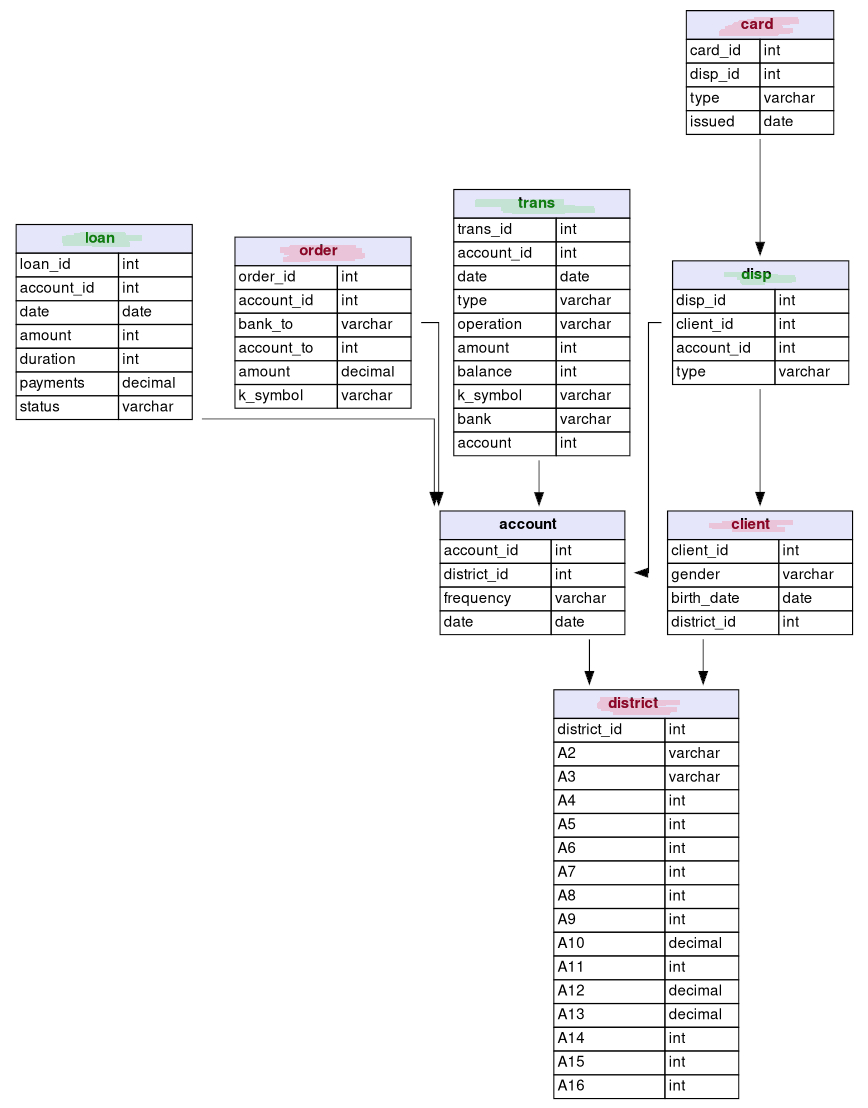 card
card_id int
disp_id int
type varchar
issued date
trans
trans_id int
account_id int
date date
type varchar
operation varchar
amount int
balance int
k_symbol varchar
bank varchar
account int
loan
loan_id int
account_id int
date date
amount int
duration int
payments decimal
status varchar
order
order_id int
account_id int
bank_to varchar
account_to int
amount decimal
k_symbol varchar
disp
disp_id int
client_id int
account_id int
type varchar
account
account_id int
district_id int
frequency varchar
date date
client
client_id int
gender varchar
birth_date date
district_id int
district
district_id int
A2 varchar
A3 varchar
A4 int
A5 int
A6 int
A7 int
A8 int
A9 int
A10 decimal
A11 int
A12 decimal
A13 decimal
A14 int
A15 int
A16 int